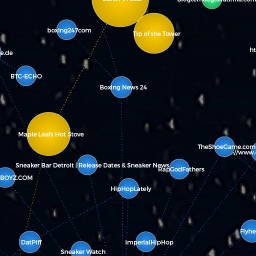 boxing247.com
Tip of the Tower
BTC-ECHO
Boxing News 24
Maple Leafs Hot Stove
TheShoeGame.com
Sneaker Bar Detroit | Release Dates & Sneaker News
RapGodFathers
BOYZ.COM
HipHopLately
DatPiff
ImperialHipHop
Sneaker Watch